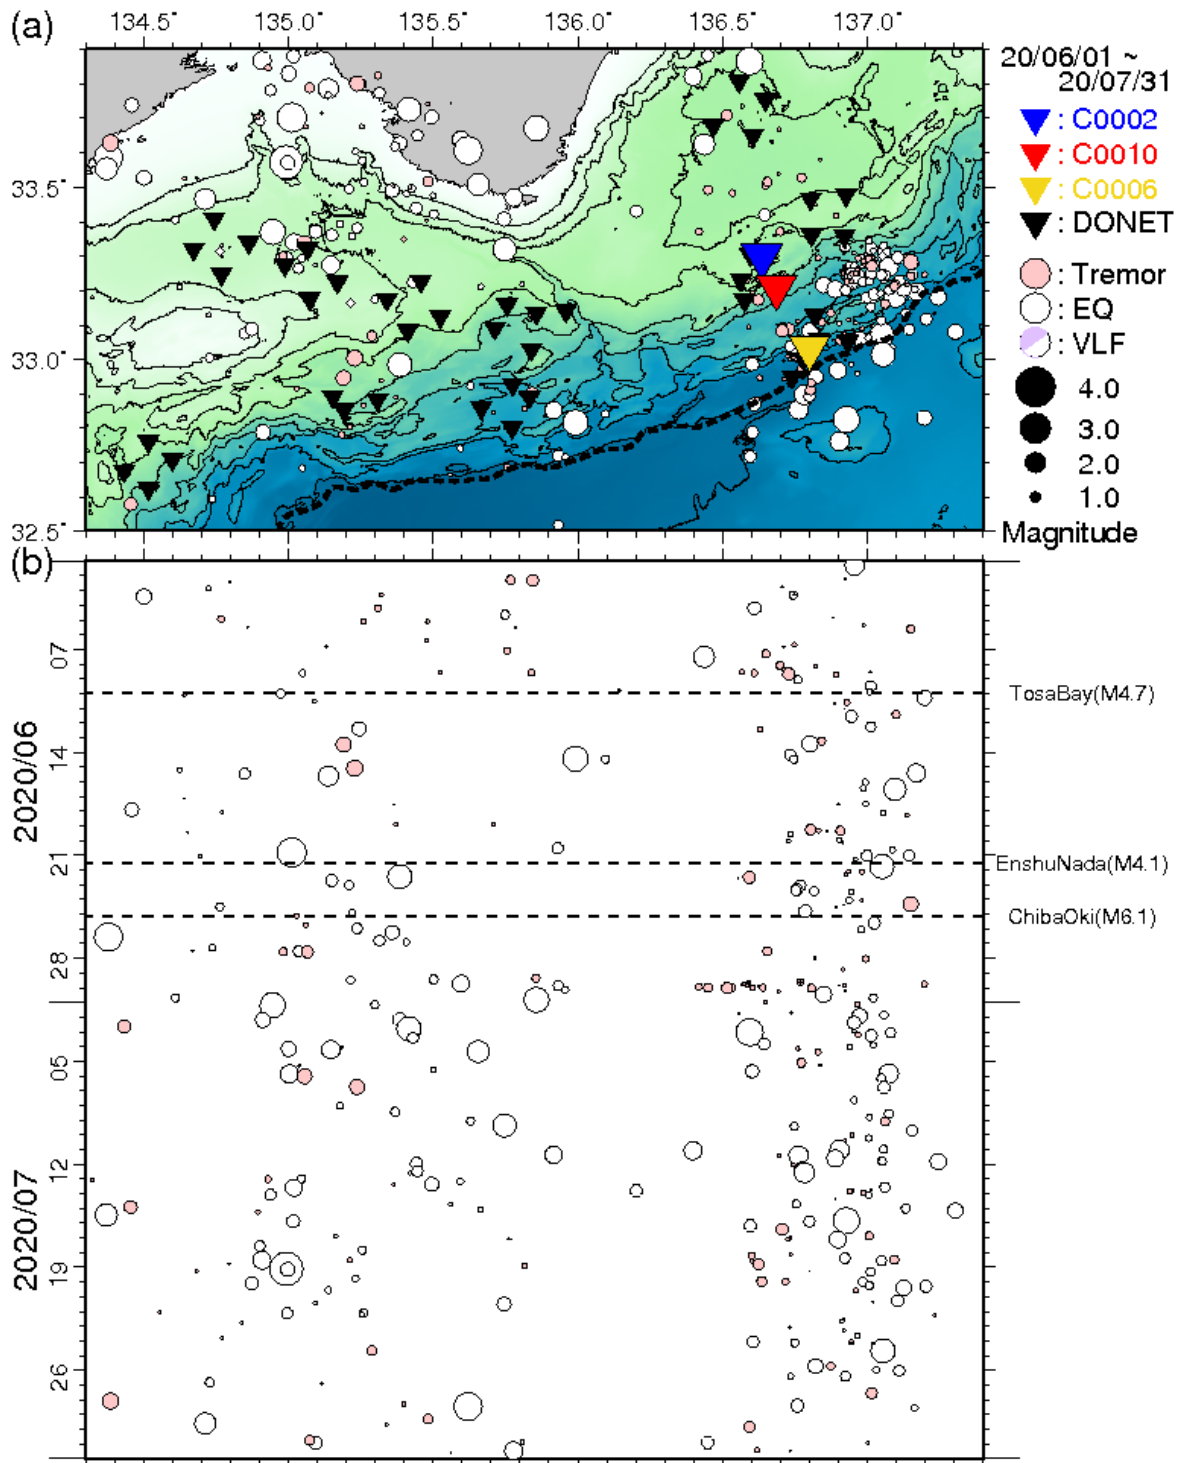 (a)
134.5° 135.0° 135.5° 136.0° 136.5° 137.0°
20/06/01 ~
20/07/31
: C0002
: C0010
: C0006
: DONET
: Tremor
: EQ
: VLF
4.0
3.0
2.0
1.0
Magnitude
33.5°
33.0°
32.5°
(b)
07
TosaBay(M4.7)
14
2020/06
21
EnshuNada(M4.1)
ChibaOki(M6.1)
28
05
12
2020/07
19
26